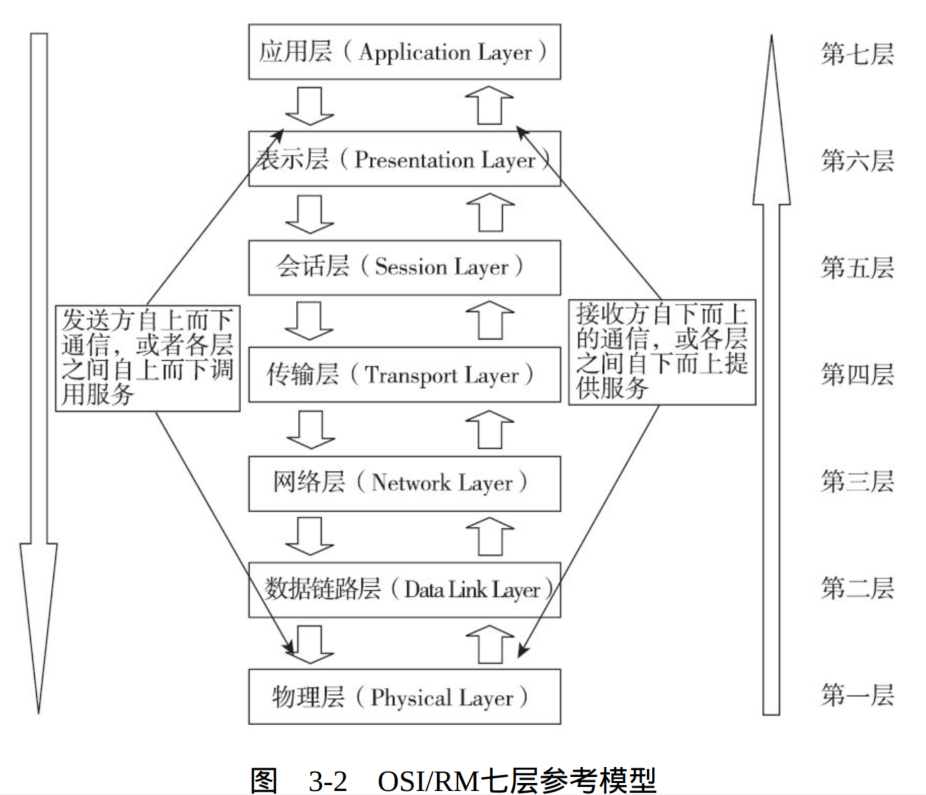 应用层（Application Layer）
第七层
表示层（Presentation Layer）
第六层
会话层（Session Layer）
第五层
发送方自上而下
通信，或者各层
之间自上而下调
用服务
接收方自下而上
的通信，或各层
之间自下而上提
供服务
传输层（Transport Layer）
第四层
网络层（Network Layer）
第三层
数据链路层（Data Link Layer）
第二层
物理层（Physical Layer）
第一层
图 3-2 OSI/RM七层参考模型